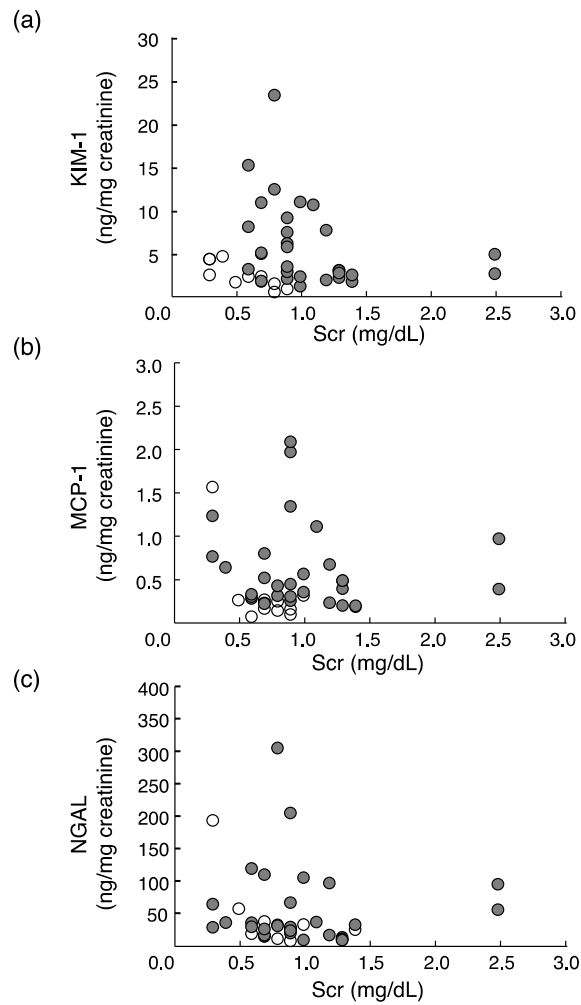 (a)
30
25
20
15
10
5
KIM-1
(ng/mg creatinine)
0.0 0.5 1.0 1.5 2.0 2.5 3.0
Scr (mg/dL)
(b)
3.0
2.5
2.0
1.5
1.0
0.5
MCP-1
(ng/mg creatinine)
0.0 0.5 1.0 1.5 2.0 2.5 3.0
Scr (mg/dL)
(c)
400
350
300
250
200
150
100
50
NGAL
(ng/mg creatinine)
0.0 0.5 1.0 1.5 2.0 2.5 3.0
Scr (mg/dL)